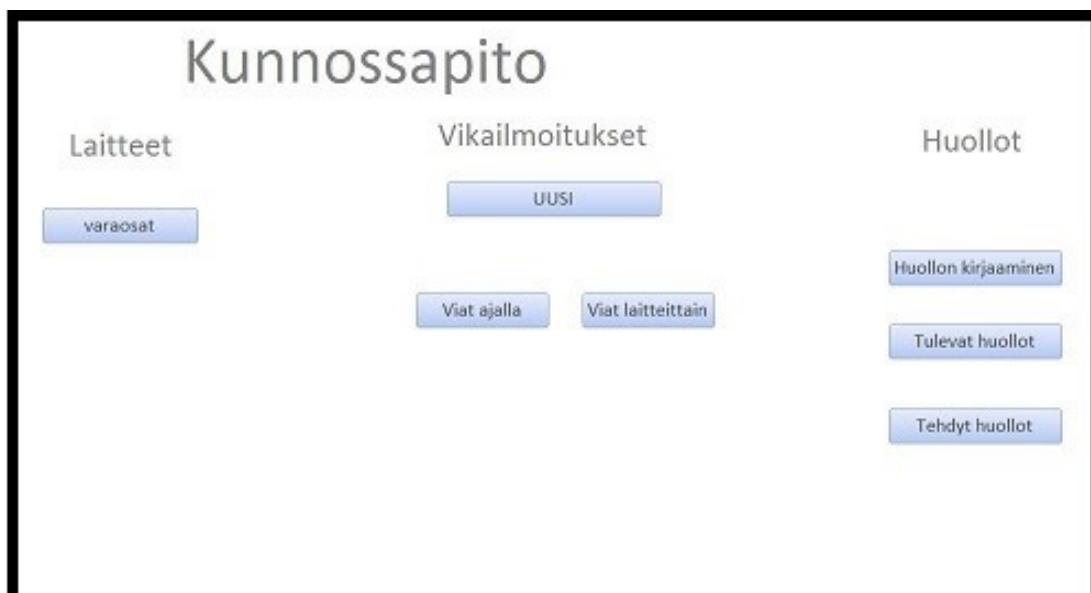 Kunnossapito
Laitteet
varaosat
Vikailmoitukset
UUSI
Viat ajalla
Viat laitteittain
Huollot
Huollon kirjaaminen
Tulevat huollot
Tehdyt huollot